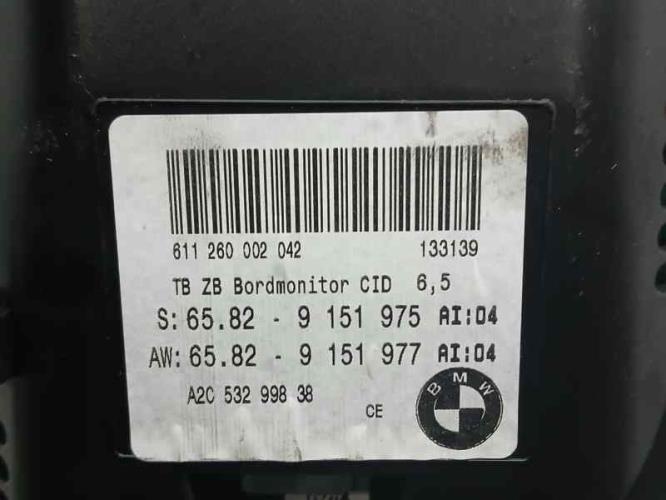 611 260 002 042 133139
TB ZB Bordmonitor CID 6,5
S: 65.82 - 9 151 975 AI:04
AW: 65.82 - 9 151 977 AI:04
A2C 532 998 38
CE
BMW